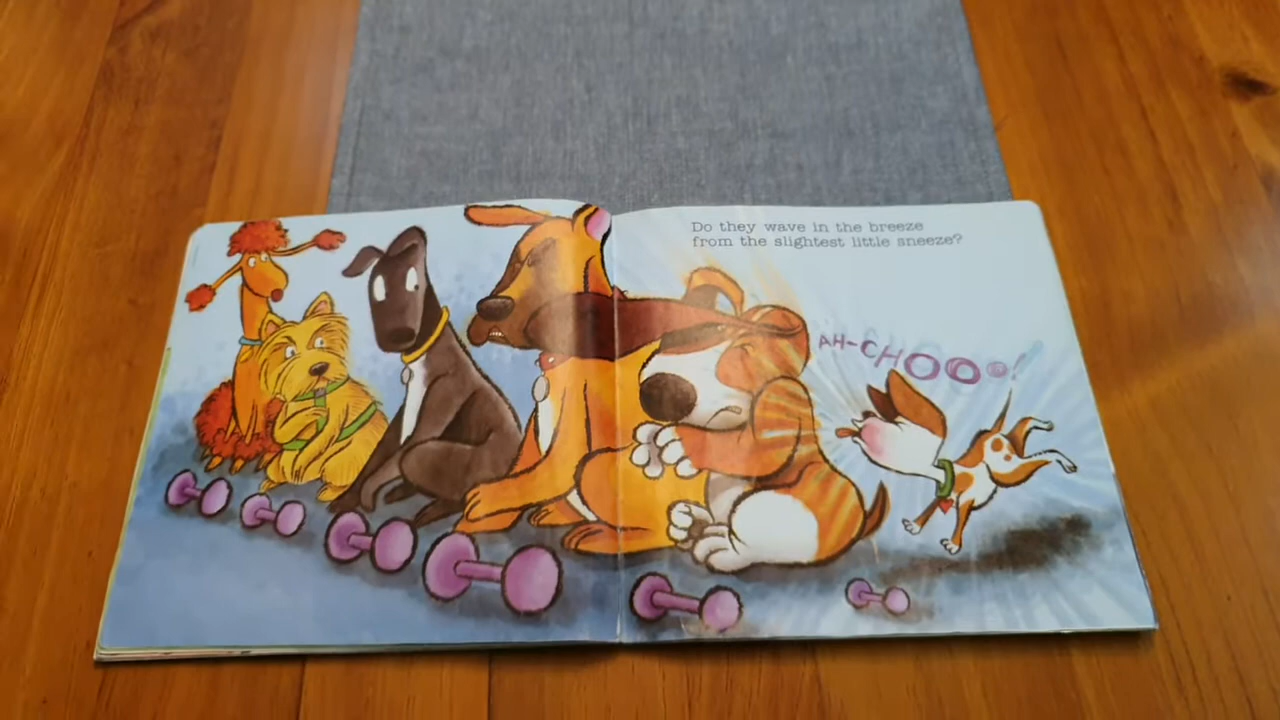 Do they wave in the breeze
from the slightest little sneeze?
AH-CHOOo!